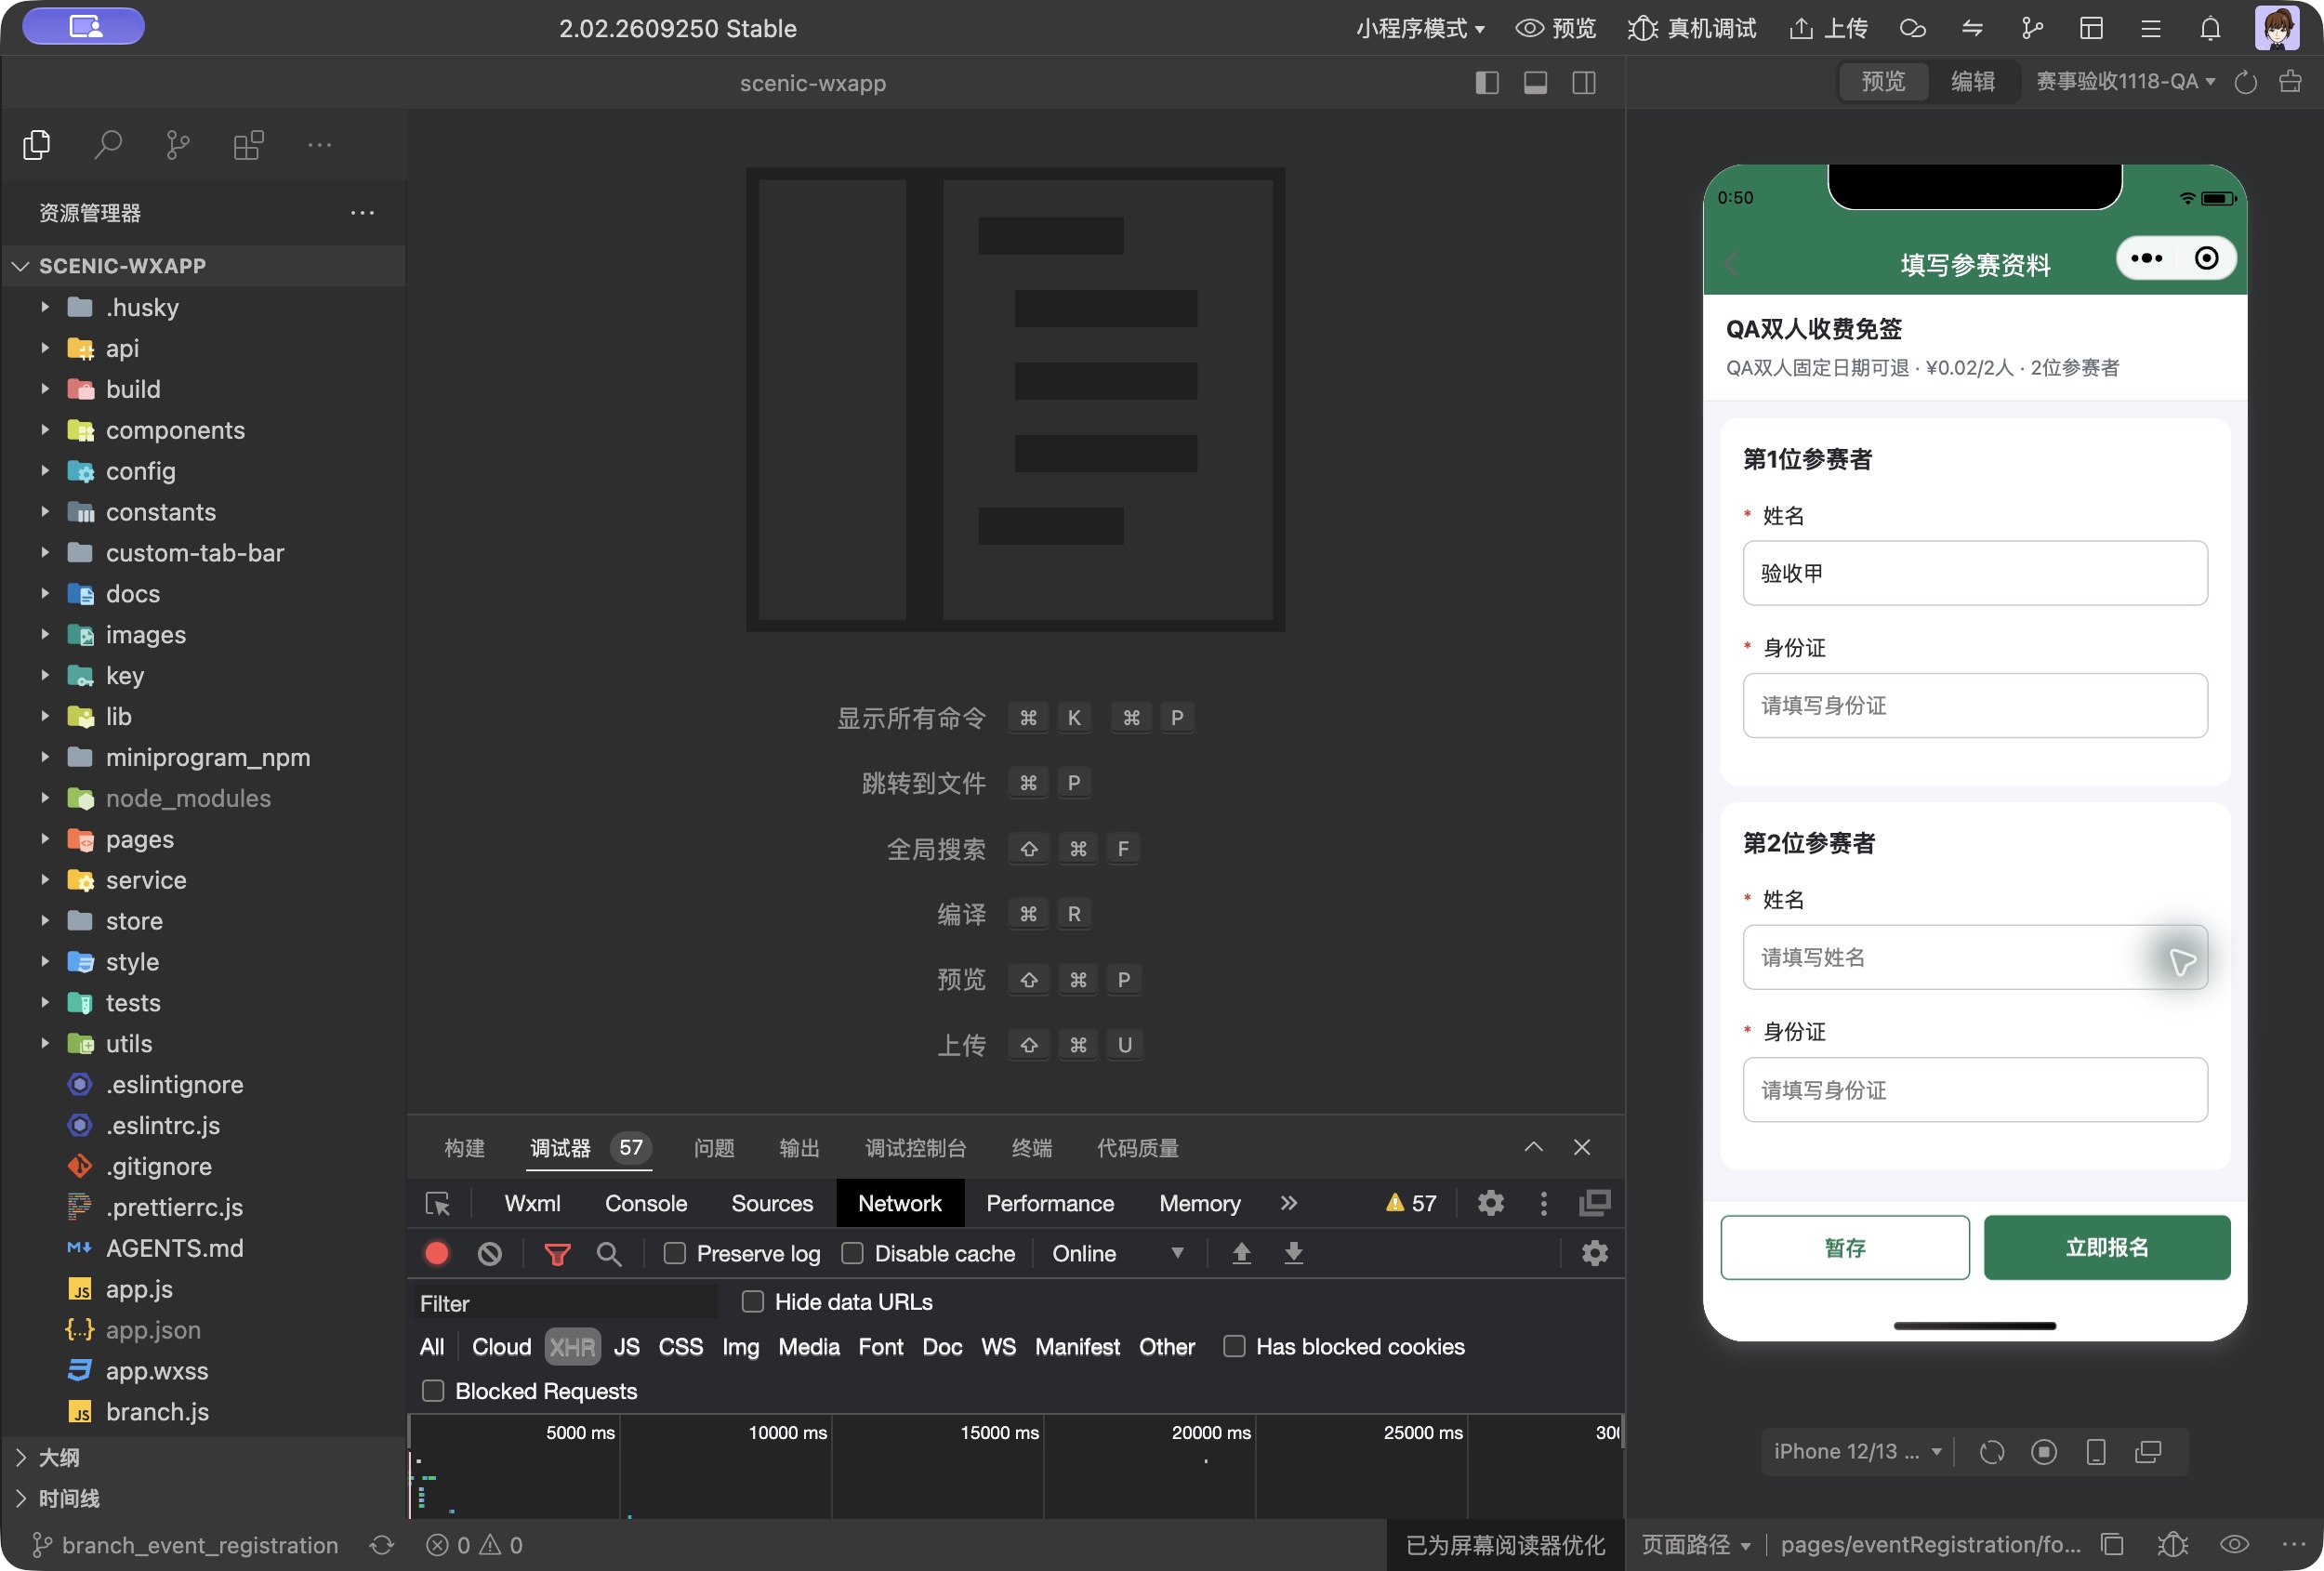 2.02.2609250 Stable
小程序模式
预览
真机调试
上传
scenic-wxapp
预览
编辑
赛事验收1118-QA
资源管理器
SCENIC-WXAPP
.husky
api
build
components
config
constants
custom-tab-bar
docs
images
key
lib
miniprogram_npm
node_modules
pages
service
store
style
tests
utils
.eslintignore
.eslintrc.js
.gitignore
.prettierrc.js
AGENTS.md
app.js
app.json
app.wxss
branch.js
大纲
时间线
branch_event_registration
0
0
显示所有命令 ⌘ K ⌘ P
跳转到文件 ⌘ P
全局搜索 ⇧ ⌘ F
编译 ⌘ R
预览 ⇧ ⌘ P
上传 ⇧ ⌘ U
构建 调试器 57 问题 输出 调试控制台 终端 代码质量
Wxml Console Sources Network Performance Memory 57
Preserve log Disable cache Online
Filter Hide data URLs
All Cloud XHR JS CSS Img Media Font Doc WS Manifest Other Has blocked cookies
Blocked Requests
5000 ms 10000 ms 15000 ms 20000 ms 25000 ms
已为屏幕阅读器优化
0:50
填写参赛资料
QA双人收费免签
QA双人固定日期可退 · ¥0.02/2人 · 2位参赛者
第1位参赛者
* 姓名
验收甲
* 身份证
请填写身份证
第2位参赛者
* 姓名
请填写姓名
* 身份证
请填写身份证
暂存
立即报名
iPhone 12/13 ...
页面路径
pages/eventRegistration/fo...